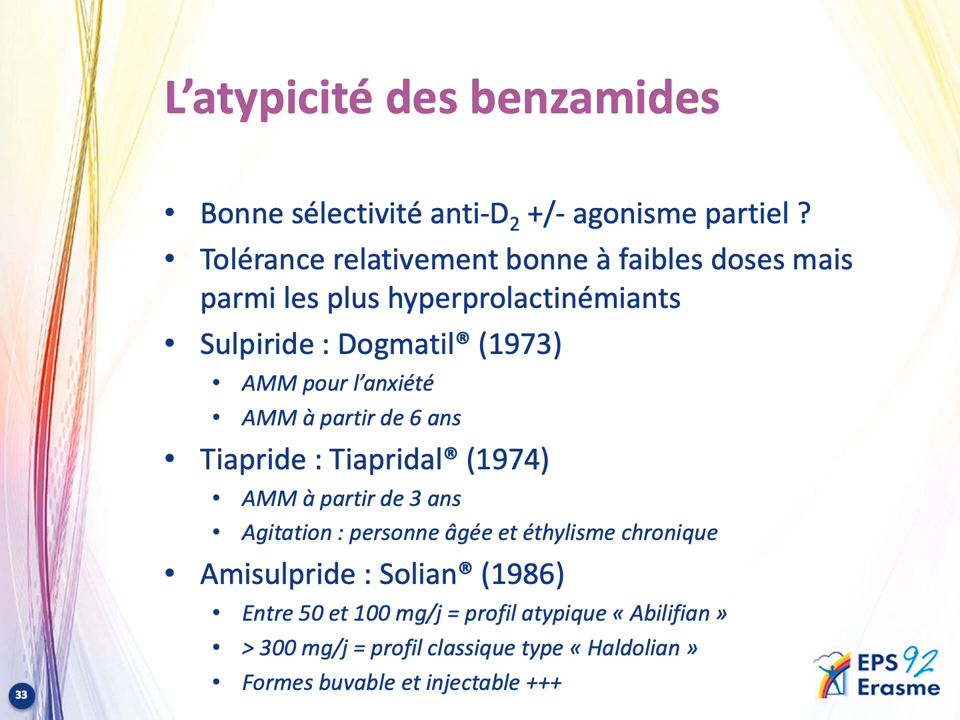 L’atypicité des benzamides
• Bonne sélectivité anti-D₂ +/- agonisme partiel ?
• Tolérance relativement bonne à faibles doses mais
parmi les plus hyperprolactinémiants
• Sulpiride : Dogmatil® (1973)
• AMM pour l’anxiété
• AMM à partir de 6 ans
• Tiapride : Tiapridal® (1974)
• AMM à partir de 3 ans
• Agitation : personne âgée et éthylisme chronique
• Amisulpride : Solian® (1986)
• Entre 50 et 100 mg/j = profil atypique « Abilifian »
• > 300 mg/j = profil classique type « Haldolian »
• Formes buvable et injectable +++
33
EPS 92
Erasme